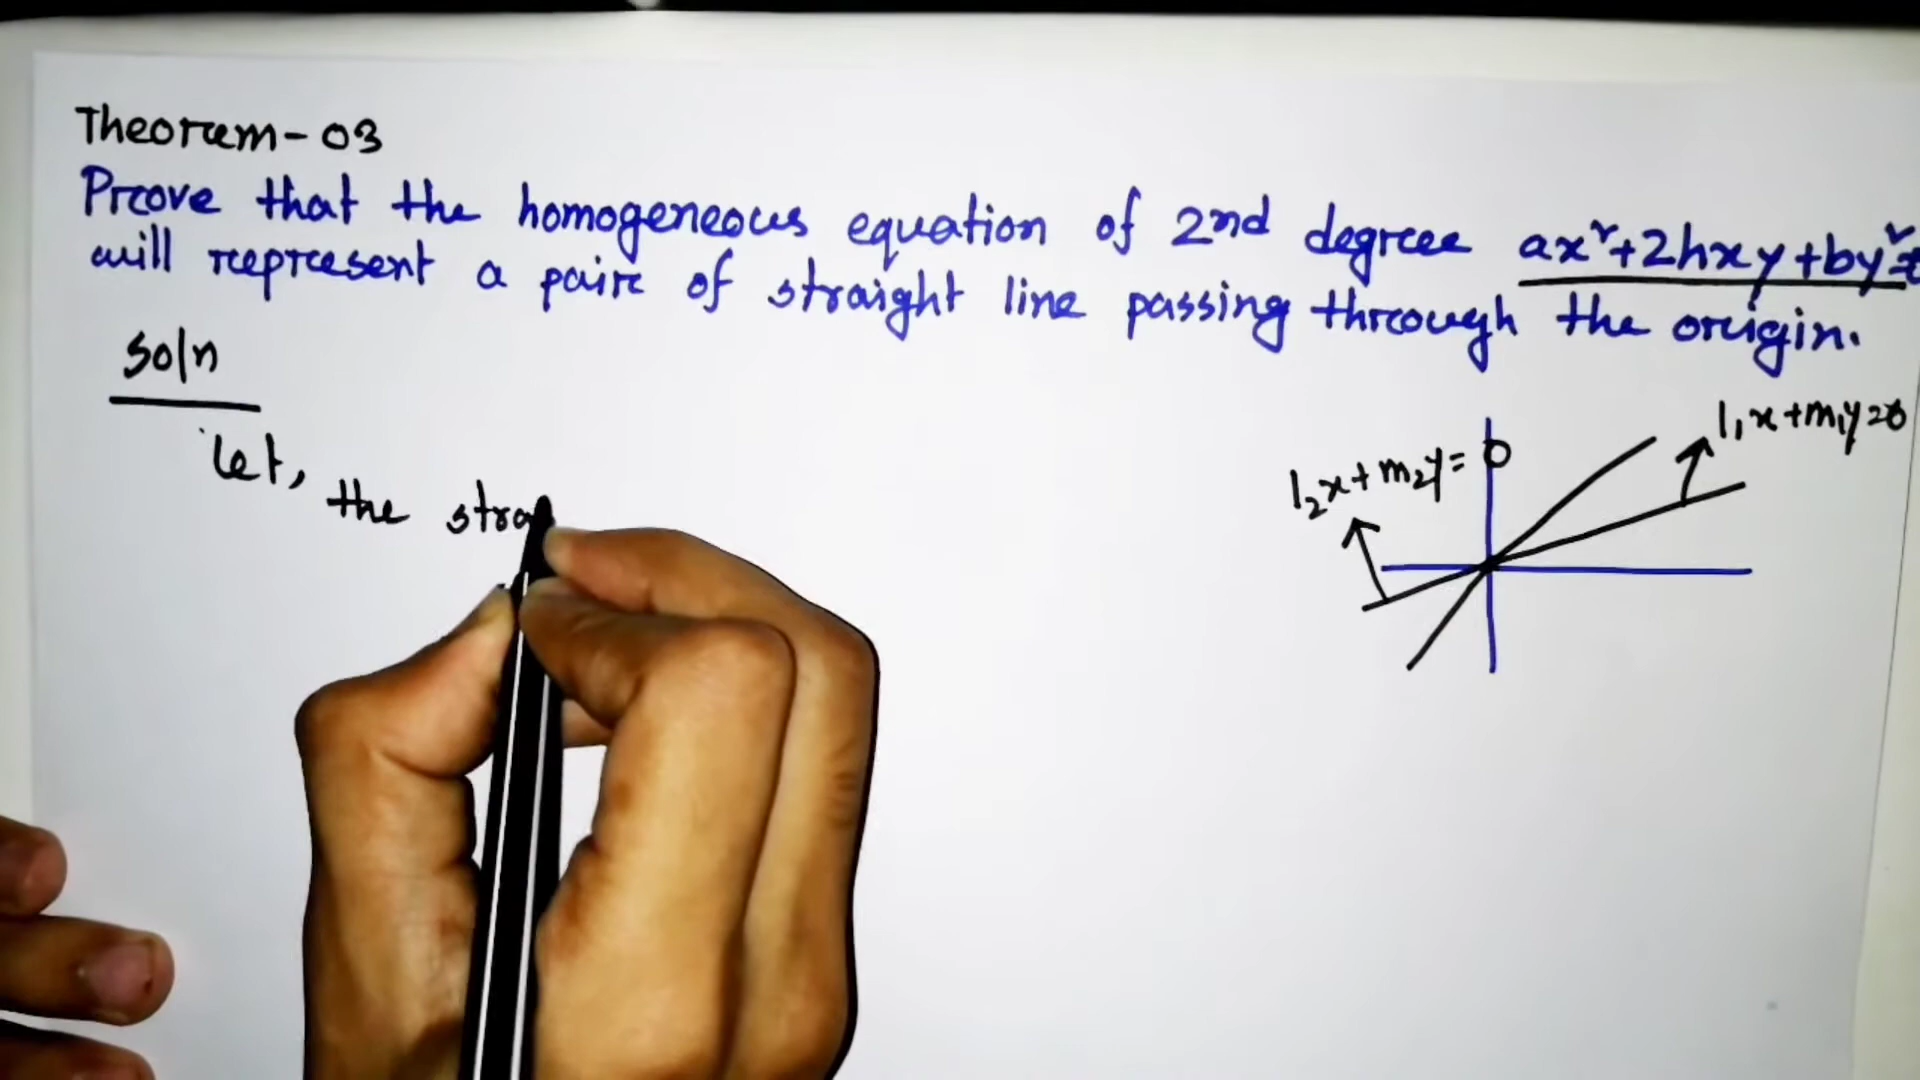 Theorem-03
Prove that the homogeneous equation of 2nd degree ax²+2hxy+by²=
will represent a pair of straight line passing through the origin.
Soln
let, the stra
l₂x+m₂y=0
l₁x+m₁y=0